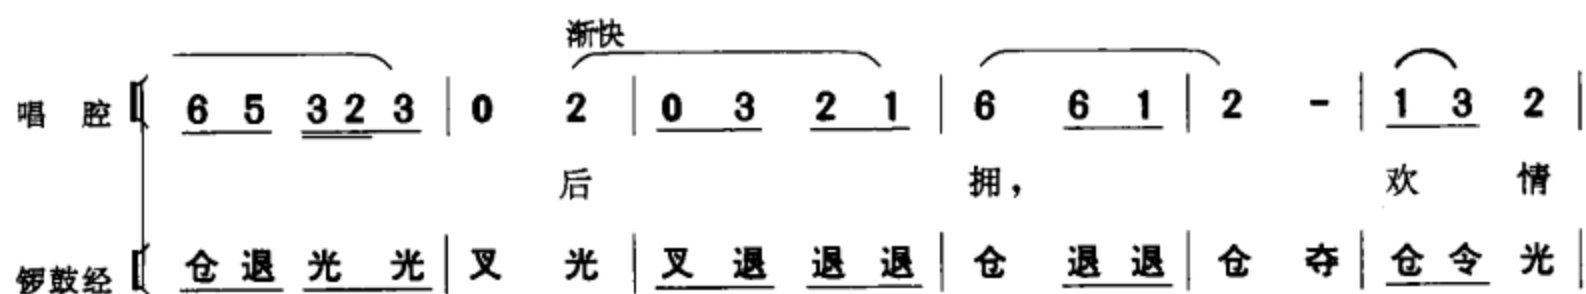 渐快
唱 腔 6 5 3 2 3 | 0 2 | 0 3 2 1 | 6 6 1 | 2 - | 1 3 2 |
后 拥， 欢 情
锣鼓经 仓 退 光 光 | 叉 光 | 叉 退 退 退 | 仓 退 退 | 仓 夺 | 仓 令 光 |